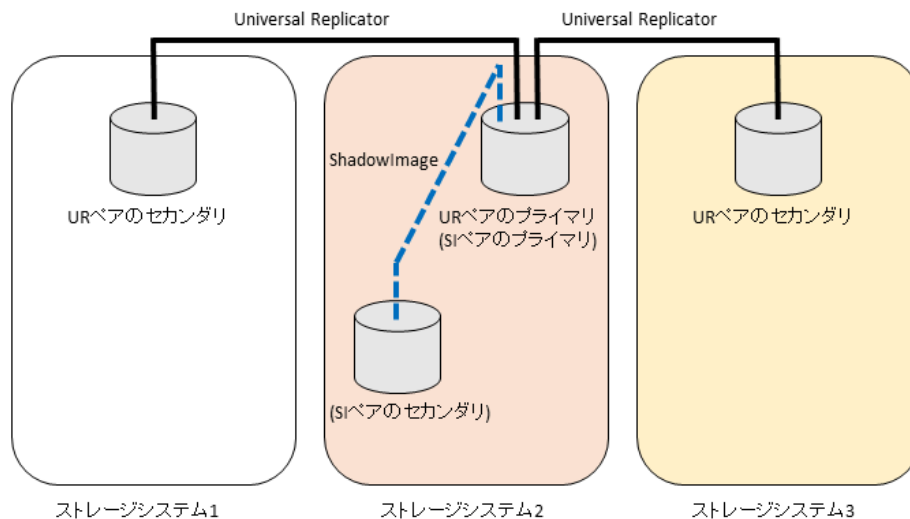 Universal Replicator
Universal Replicator
ShadowImage
URペアのセカンダリ
URペアのプライマリ
(SIペアのプライマリ)
URペアのセカンダリ
(SIペアのセカンダリ)
ストレージシステム1
ストレージシステム2
ストレージシステム3